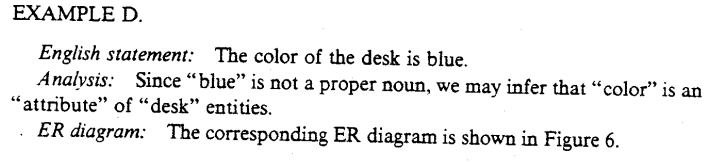 EXAMPLE D.
English statement: The color of the desk is blue.
Analysis: Since "blue" is not a proper noun, we may infer that "color" is an
"attribute" of "desk" entities.
ER diagram: The corresponding ER diagram is shown in Figure 6.